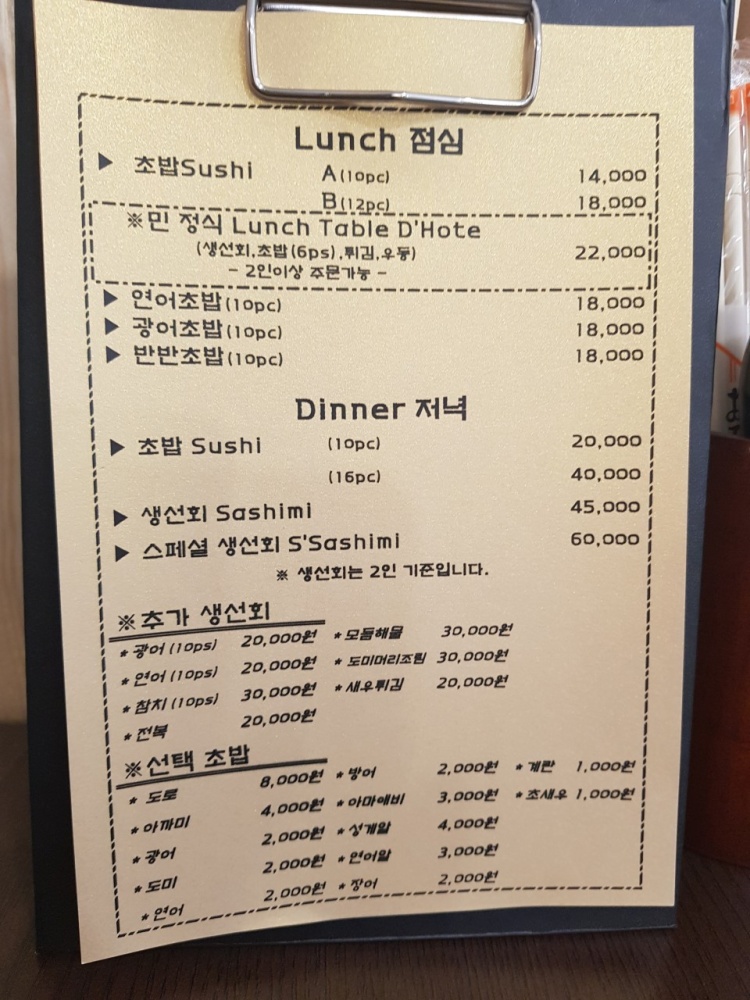 Lunch 점심
▶ 초밥Sushi A(10pc) 14,000
B(12pc) 18,000
※민 정식 Lunch Table D'Hote
(생선회,초밥(6ps),튀김,우동) 22,000
- 2인이상 주문가능 -
▶ 연어초밥(10pc) 18,000
▶ 광어초밥(10pc) 18,000
▶ 반반초밥(10pc) 18,000
Dinner 저녁
▶ 초밥 Sushi (10pc) 20,000
(16pc) 40,000
▶ 생선회 Sashimi 45,000
▶ 스페셜 생선회 S'Sashimi 60,000
※ 생선회는 2인 기준입니다.
※추가 생선회
* 광어 (10ps) 20,000원 * 모듬해물 30,000원
* 연어 (10ps) 20,000원 * 도미머리조림 30,000원
* 참치 (10ps) 30,000원 * 새우튀김 20,000원
* 전복 20,000원
※선택 초밥
* 도로 8,000원 * 방어 2,000원 * 계란 1,000원
* 아까미 4,000원 * 아마에비 3,000원 * 초새우 1,000원
* 광어 2,000원 * 성게알 4,000원
* 도미 2,000원 * 연어알 3,000원
* 연어 2,000원 * 장어 2,000원